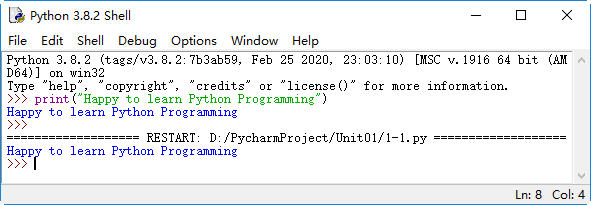 Python 3.8.2 Shell
File Edit Shell Debug Options Window Help
Python 3.8.2 (tags/v3.8.2:7b3ab59, Feb 25 2020, 23:03:10) [MSC v.1916 64 bit (AM
D64)] on win32
Type "help", "copyright", "credits" or "license()" for more information.
>>> print("Happy to learn Python Programming")
Happy to learn Python Programming
>>>
=================== RESTART: D:/PycharmProject/Unit01/1-1.py ===================
Happy to learn Python Programming
>>>
Ln: 8 Col: 4